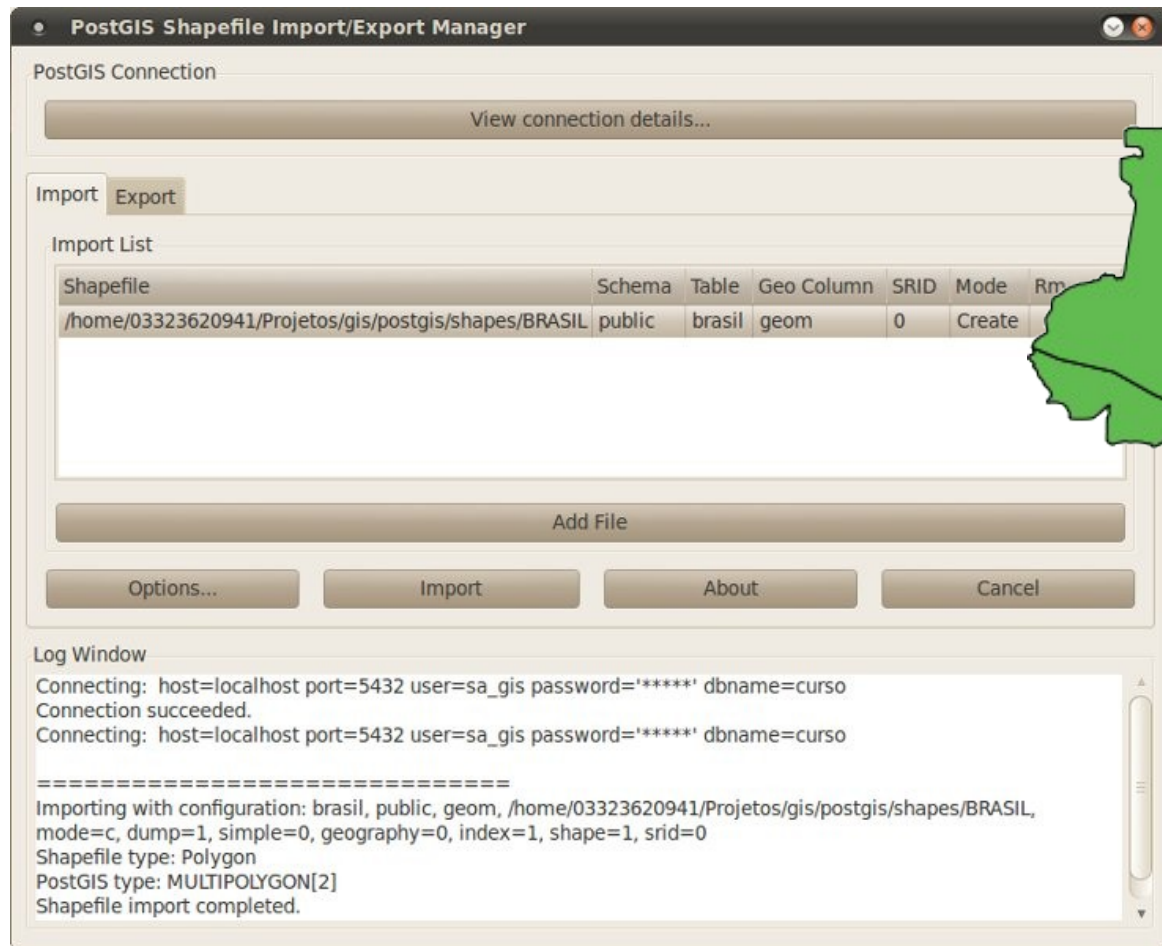 PostGIS Shapefile Import/Export Manager
PostGIS Connection
View connection details...
Import Export
Import List
Shapefile Schema Table Geo Column SRID Mode Rm
/home/03323620941/Projetos/gis/postgis/shapes/BRASIL public brasil geom 0 Create
Add File
Options... Import About Cancel
Log Window
Connecting: host=localhost port=5432 user=sa_gis password='*****' dbname=curso
Connection succeeded.
Connecting: host=localhost port=5432 user=sa_gis password='*****' dbname=curso
==============================
Importing with configuration: brasil, public, geom, /home/03323620941/Projetos/gis/postgis/shapes/BRASIL,
mode=c, dump=1, simple=0, geography=0, index=1, shape=1, srid=0
Shapefile type: Polygon
PostGIS type: MULTIPOLYGON[2]
Shapefile import completed.